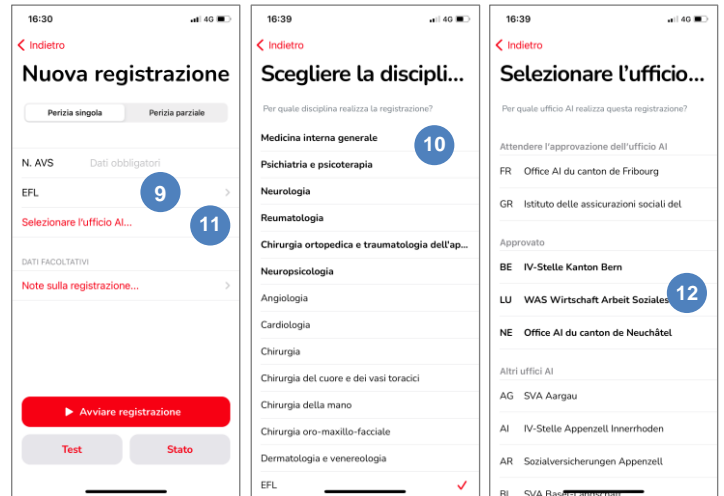 16:30
4G
Indietro
Nuova registrazione
Perizia singola
Perizia parziale
N. AVS Dati obbligatori
EFL
9
Selezionare l'ufficio AI...
11
DATI FACOLTATIVI
Note sulla registrazione...
Avviare registrazione
Test
Stato
16:39
4G
Indietro
Scegliere la discipli...
Per quale disciplina realizza la registrazione?
Medicina interna generale
10
Psichiatria e psicoterapia
Neurologia
Reumatologia
Chirurgia ortopedica e traumatologia dell'ap...
Neuropsicologia
Angiologia
Cardiologia
Chirurgia
Chirurgia del cuore e dei vasi toracici
Chirurgia della mano
Chirurgia oro-maxillo-facciale
Dermatologia e venereologia
EFL
16:39
4G
Indietro
Selezionare l'ufficio...
Per quale ufficio AI realizza questa registrazione?
Attendere l'approvazione dell'ufficio AI
FR Office AI du canton de Fribourg
GR Istituto delle assicurazioni sociali del
Approvato
BE IV-Stelle Kanton Bern
LU WAS Wirtschaft Arbeit Soziales
12
NE Office AI du canton de Neuchâtel
Altri uffici AI
AG SVA Aargau
AI IV-Stelle Appenzell Innerrhoden
AR Sozialversicherungen Appenzell
BL SVA Basel-Landschaft